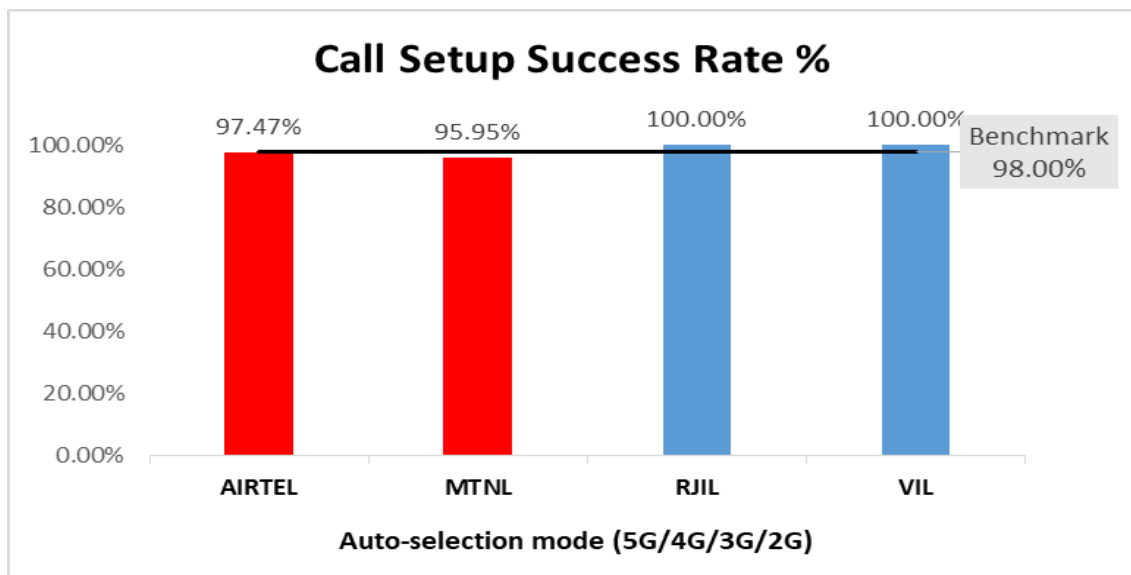 Call Setup Success Rate %
97.47%
95.95%
100.00%
100.00%
Benchmark
98.00%
100.00%
80.00%
60.00%
40.00%
20.00%
0.00%
AIRTEL
MTNL
RJIL
VIL
Auto-selection mode (5G/4G/3G/2G)